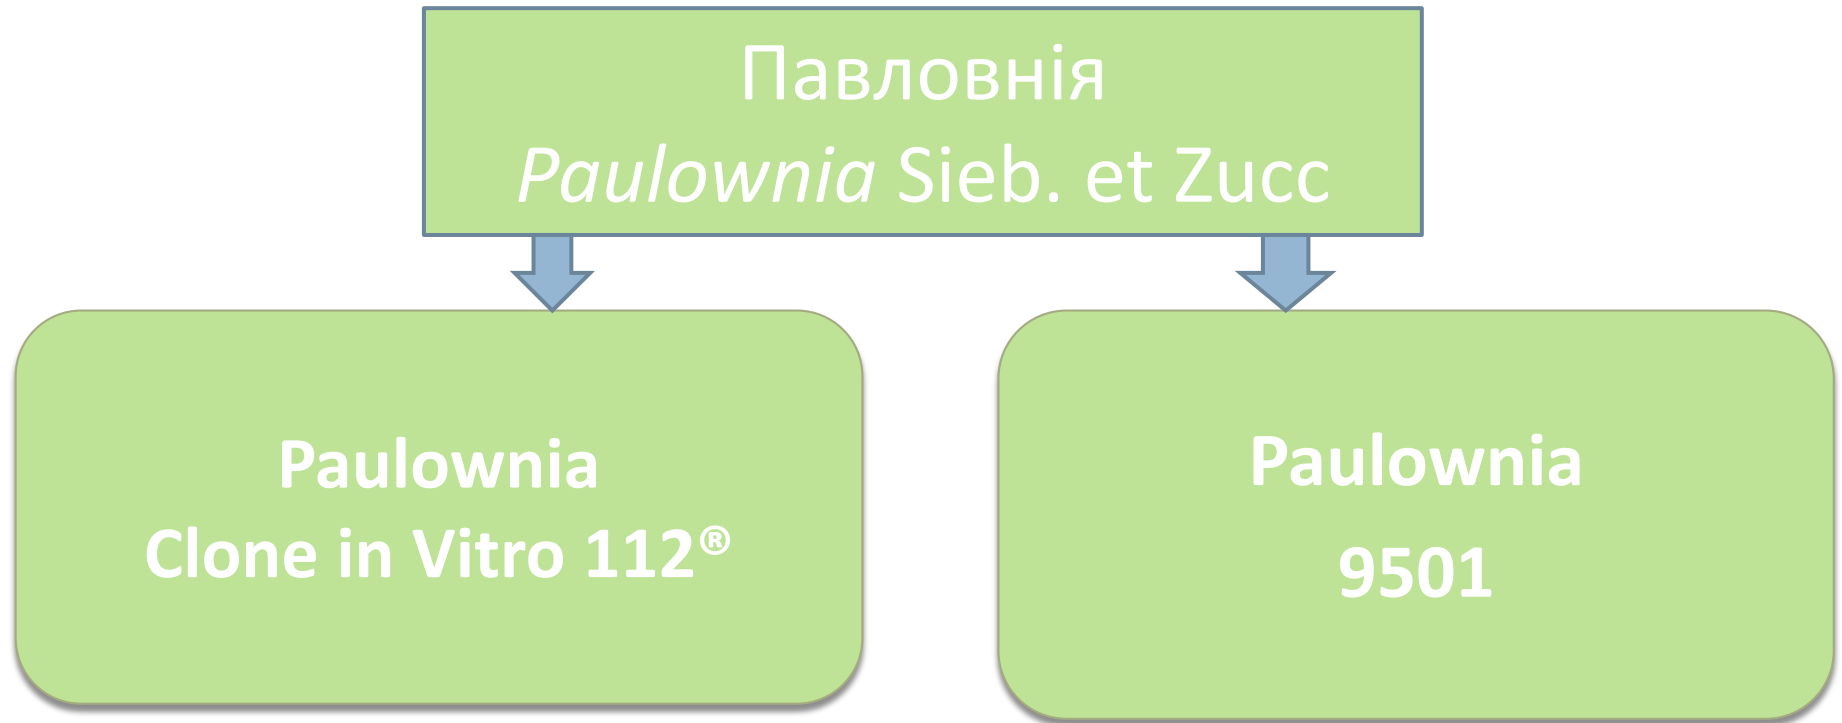 Павловнія
Paulownia Sieb. et Zucc
Paulownia
Clone in Vitro 112®
Paulownia
9501